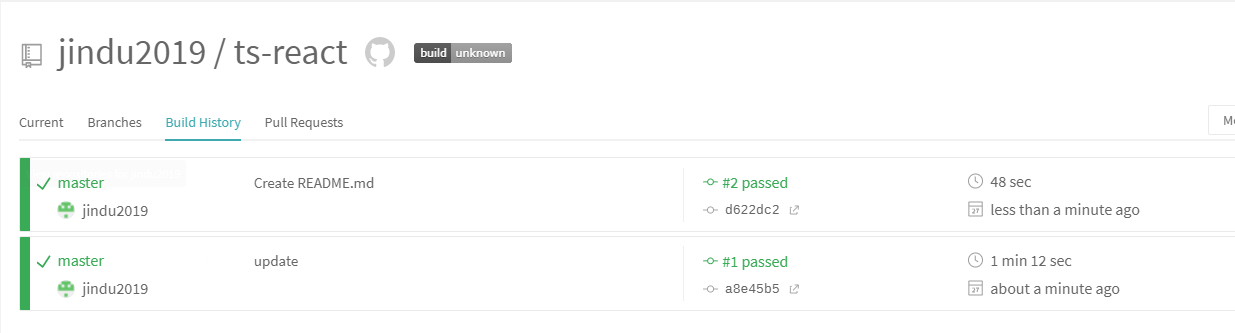 jindu2019 / ts-react build unknown
Current Branches Build History Pull Requests
master Create README.md #2 passed 48 sec
jindu2019 d622dc2 less than a minute ago
master update #1 passed 1 min 12 sec
jindu2019 a8e45b5 about a minute ago